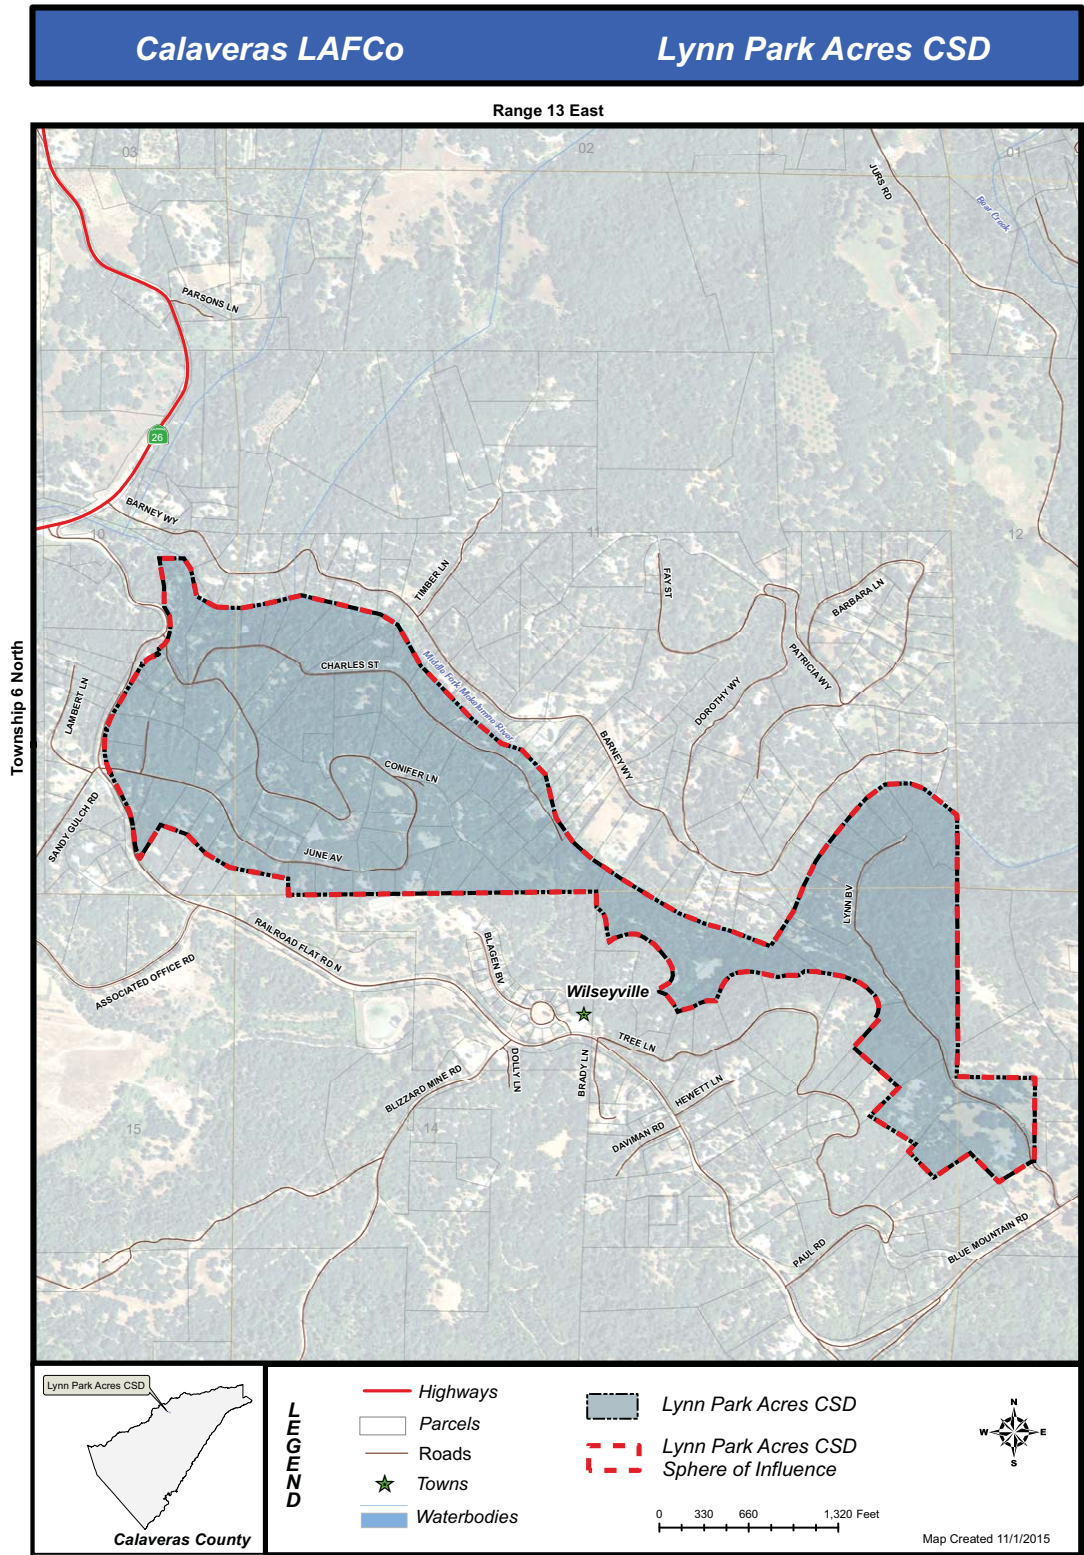 Calaveras LAFCo
Lynn Park Acres CSD
Range 13 East
Township 6 North
03
02
01
JURS RD
Bear Creek
PARSONS LN
26
BARNEY WY
10
11
12
TIMBER LN
FAY ST
BARBARA LN
PATRICIA WY
DOROTHY WY
CHARLES ST
Middle Fork Mokelumne River
LAMBERT LN
BARNEY WY
CONIFER LN
SANDY GULCH RD
JUNE AV
LYNN BV
RAILROAD FLAT RD N
BLAGEN BV
ASSOCIATED OFFICE RD
Wilseyville
TREE LN
DOLLY LN
BRADY LN
BLIZZARD MINE RD
HEWETT LN
DAVIMAN RD
15
14
PAUL RD
BLUE MOUNTAIN RD
Lynn Park Acres CSD
Calaveras County
LEGEND
Highways
Parcels
Roads
Towns
Waterbodies
Lynn Park Acres CSD
Lynn Park Acres CSD
Sphere of Influence
0 330 660 1,320 Feet
N
W E
S
Map Created 11/1/2015